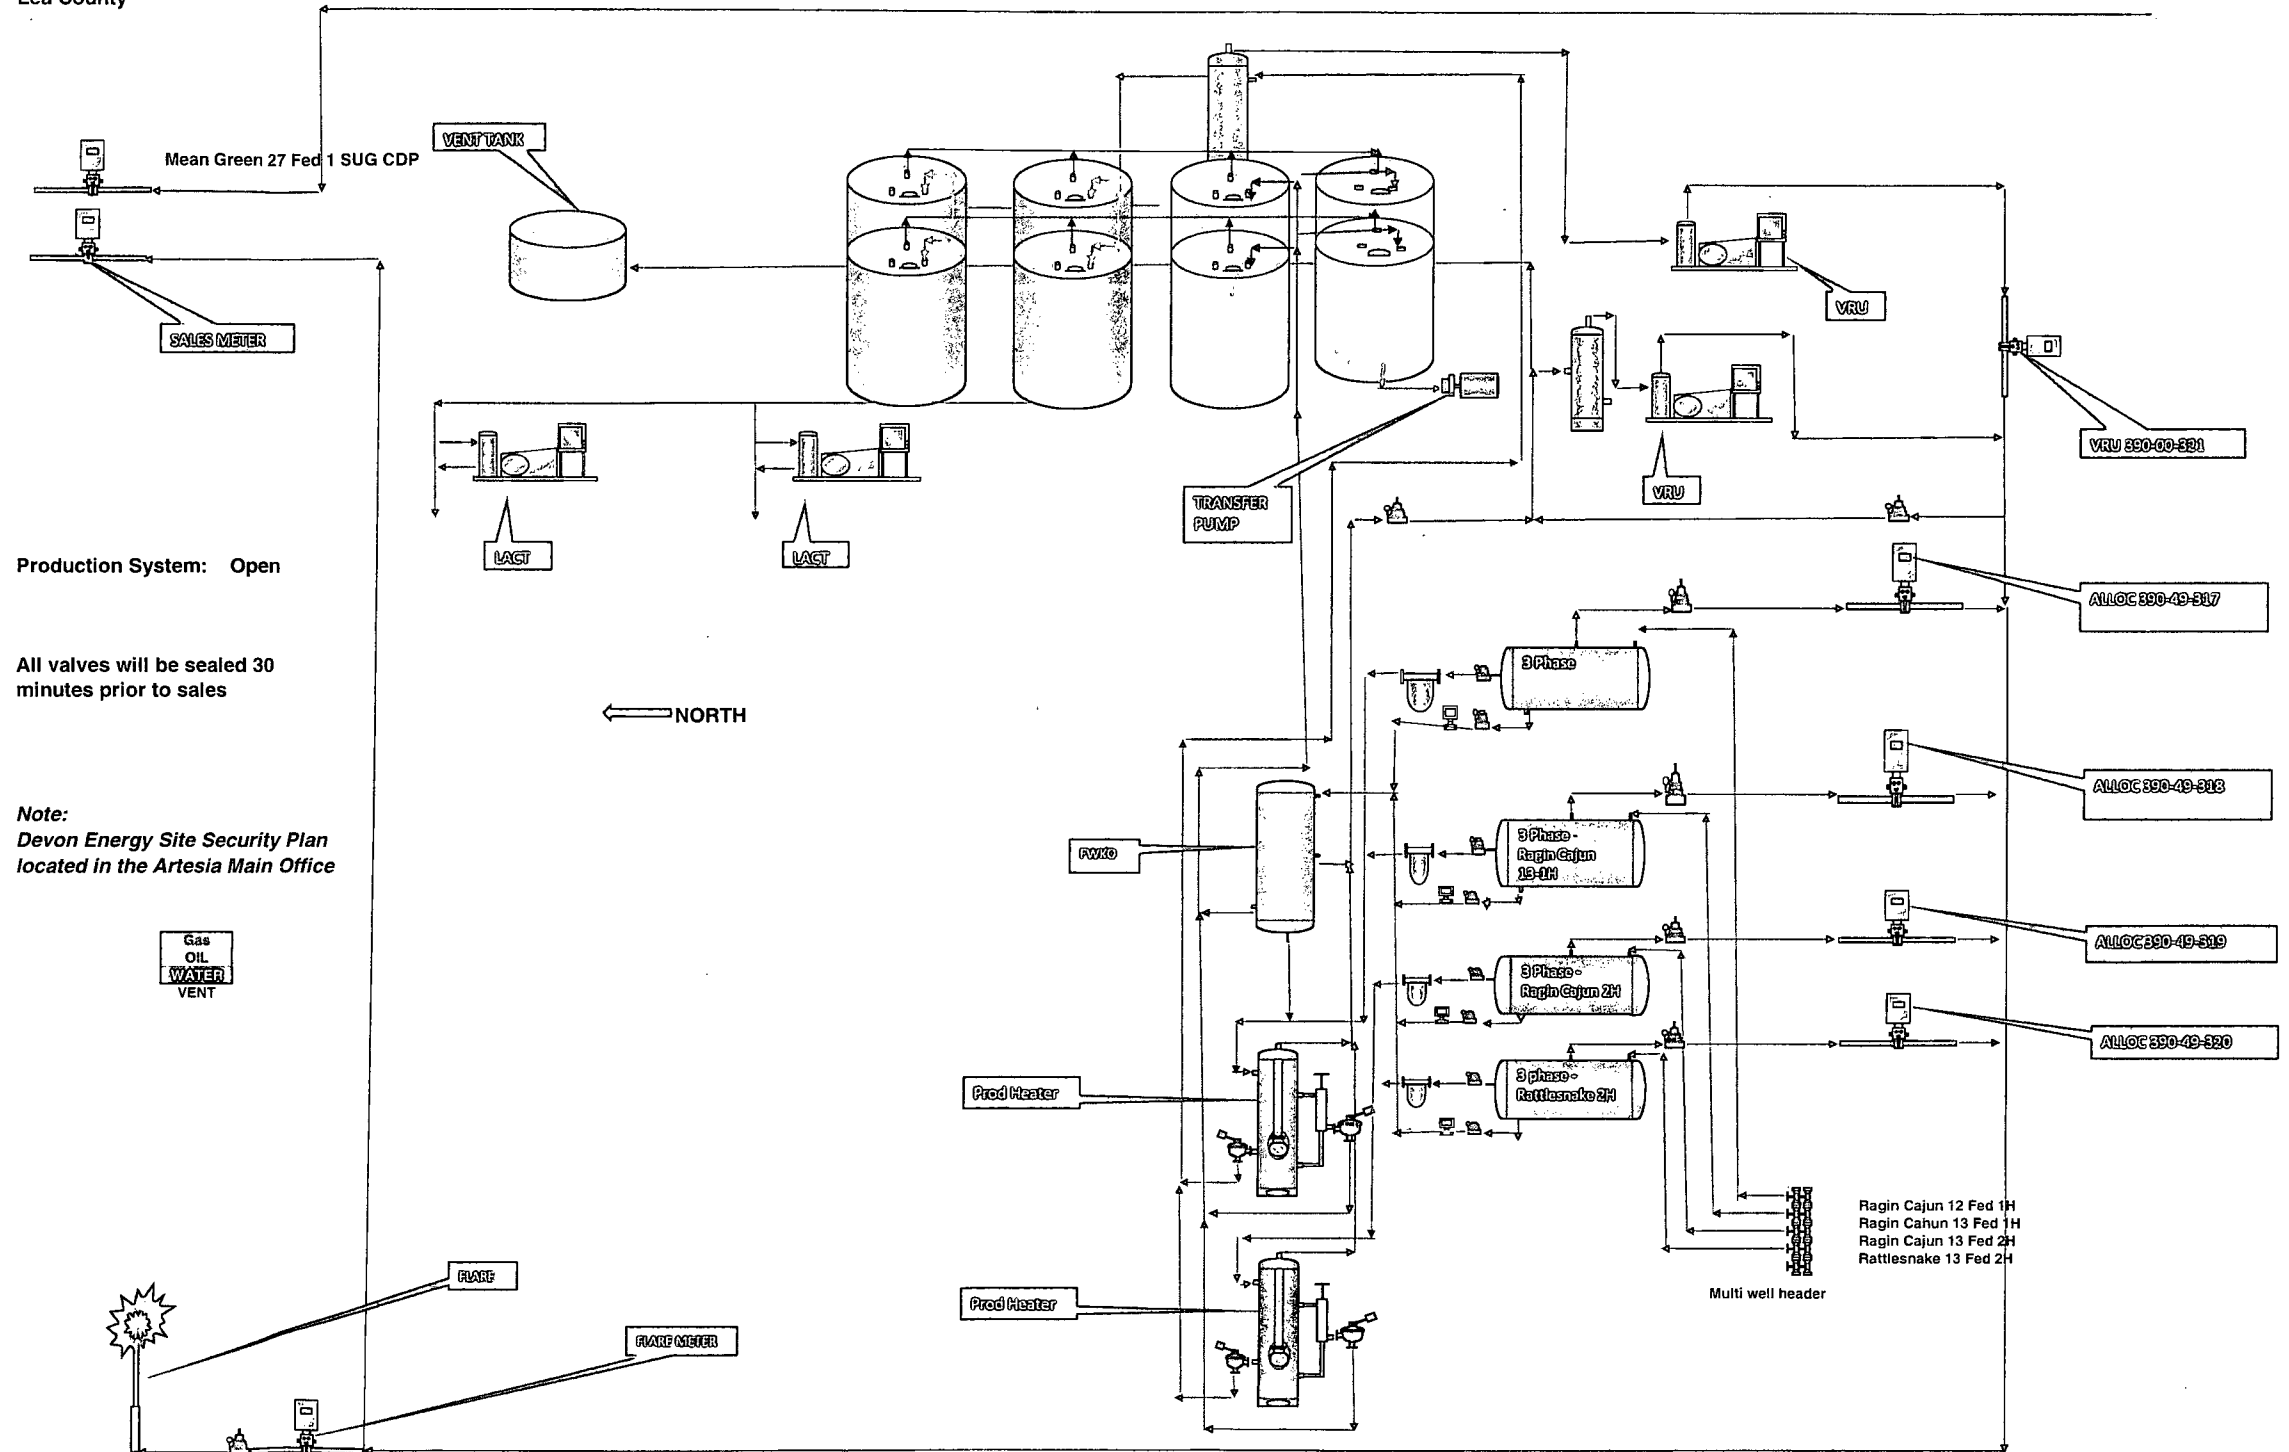 Lea County
Mean Green 27 Fed 1 SUG CDP
VENT TANK
SALES METER
VRU
VRU 390-00-321
VRU
TRANSFER
PUMP
LACT
LACT
Production System: Open
ALLOC 390-49-317
All valves will be sealed 30
minutes prior to sales
3 Phase
NORTH
ALLOC 390-49-318
Note:
Devon Energy Site Security Plan
located in the Artesia Main Office
FWKO
3 Phase -
Ragin Cajun
13-1H
Gas
OIL
WATER
VENT
ALLOC 390-49-319
3 Phase -
Ragin Cajun 2H
ALLOC 390-49-320
Prod Heater
3 phase -
Rattlesnake 2H
Ragin Cajun 12 Fed 1H
Ragin Cahun 13 Fed 1H
Ragin Cajun 13 Fed 2H
Rattlesnake 13 Fed 2H
Multi well header
FLARE
Prod Heater
FLARE METER